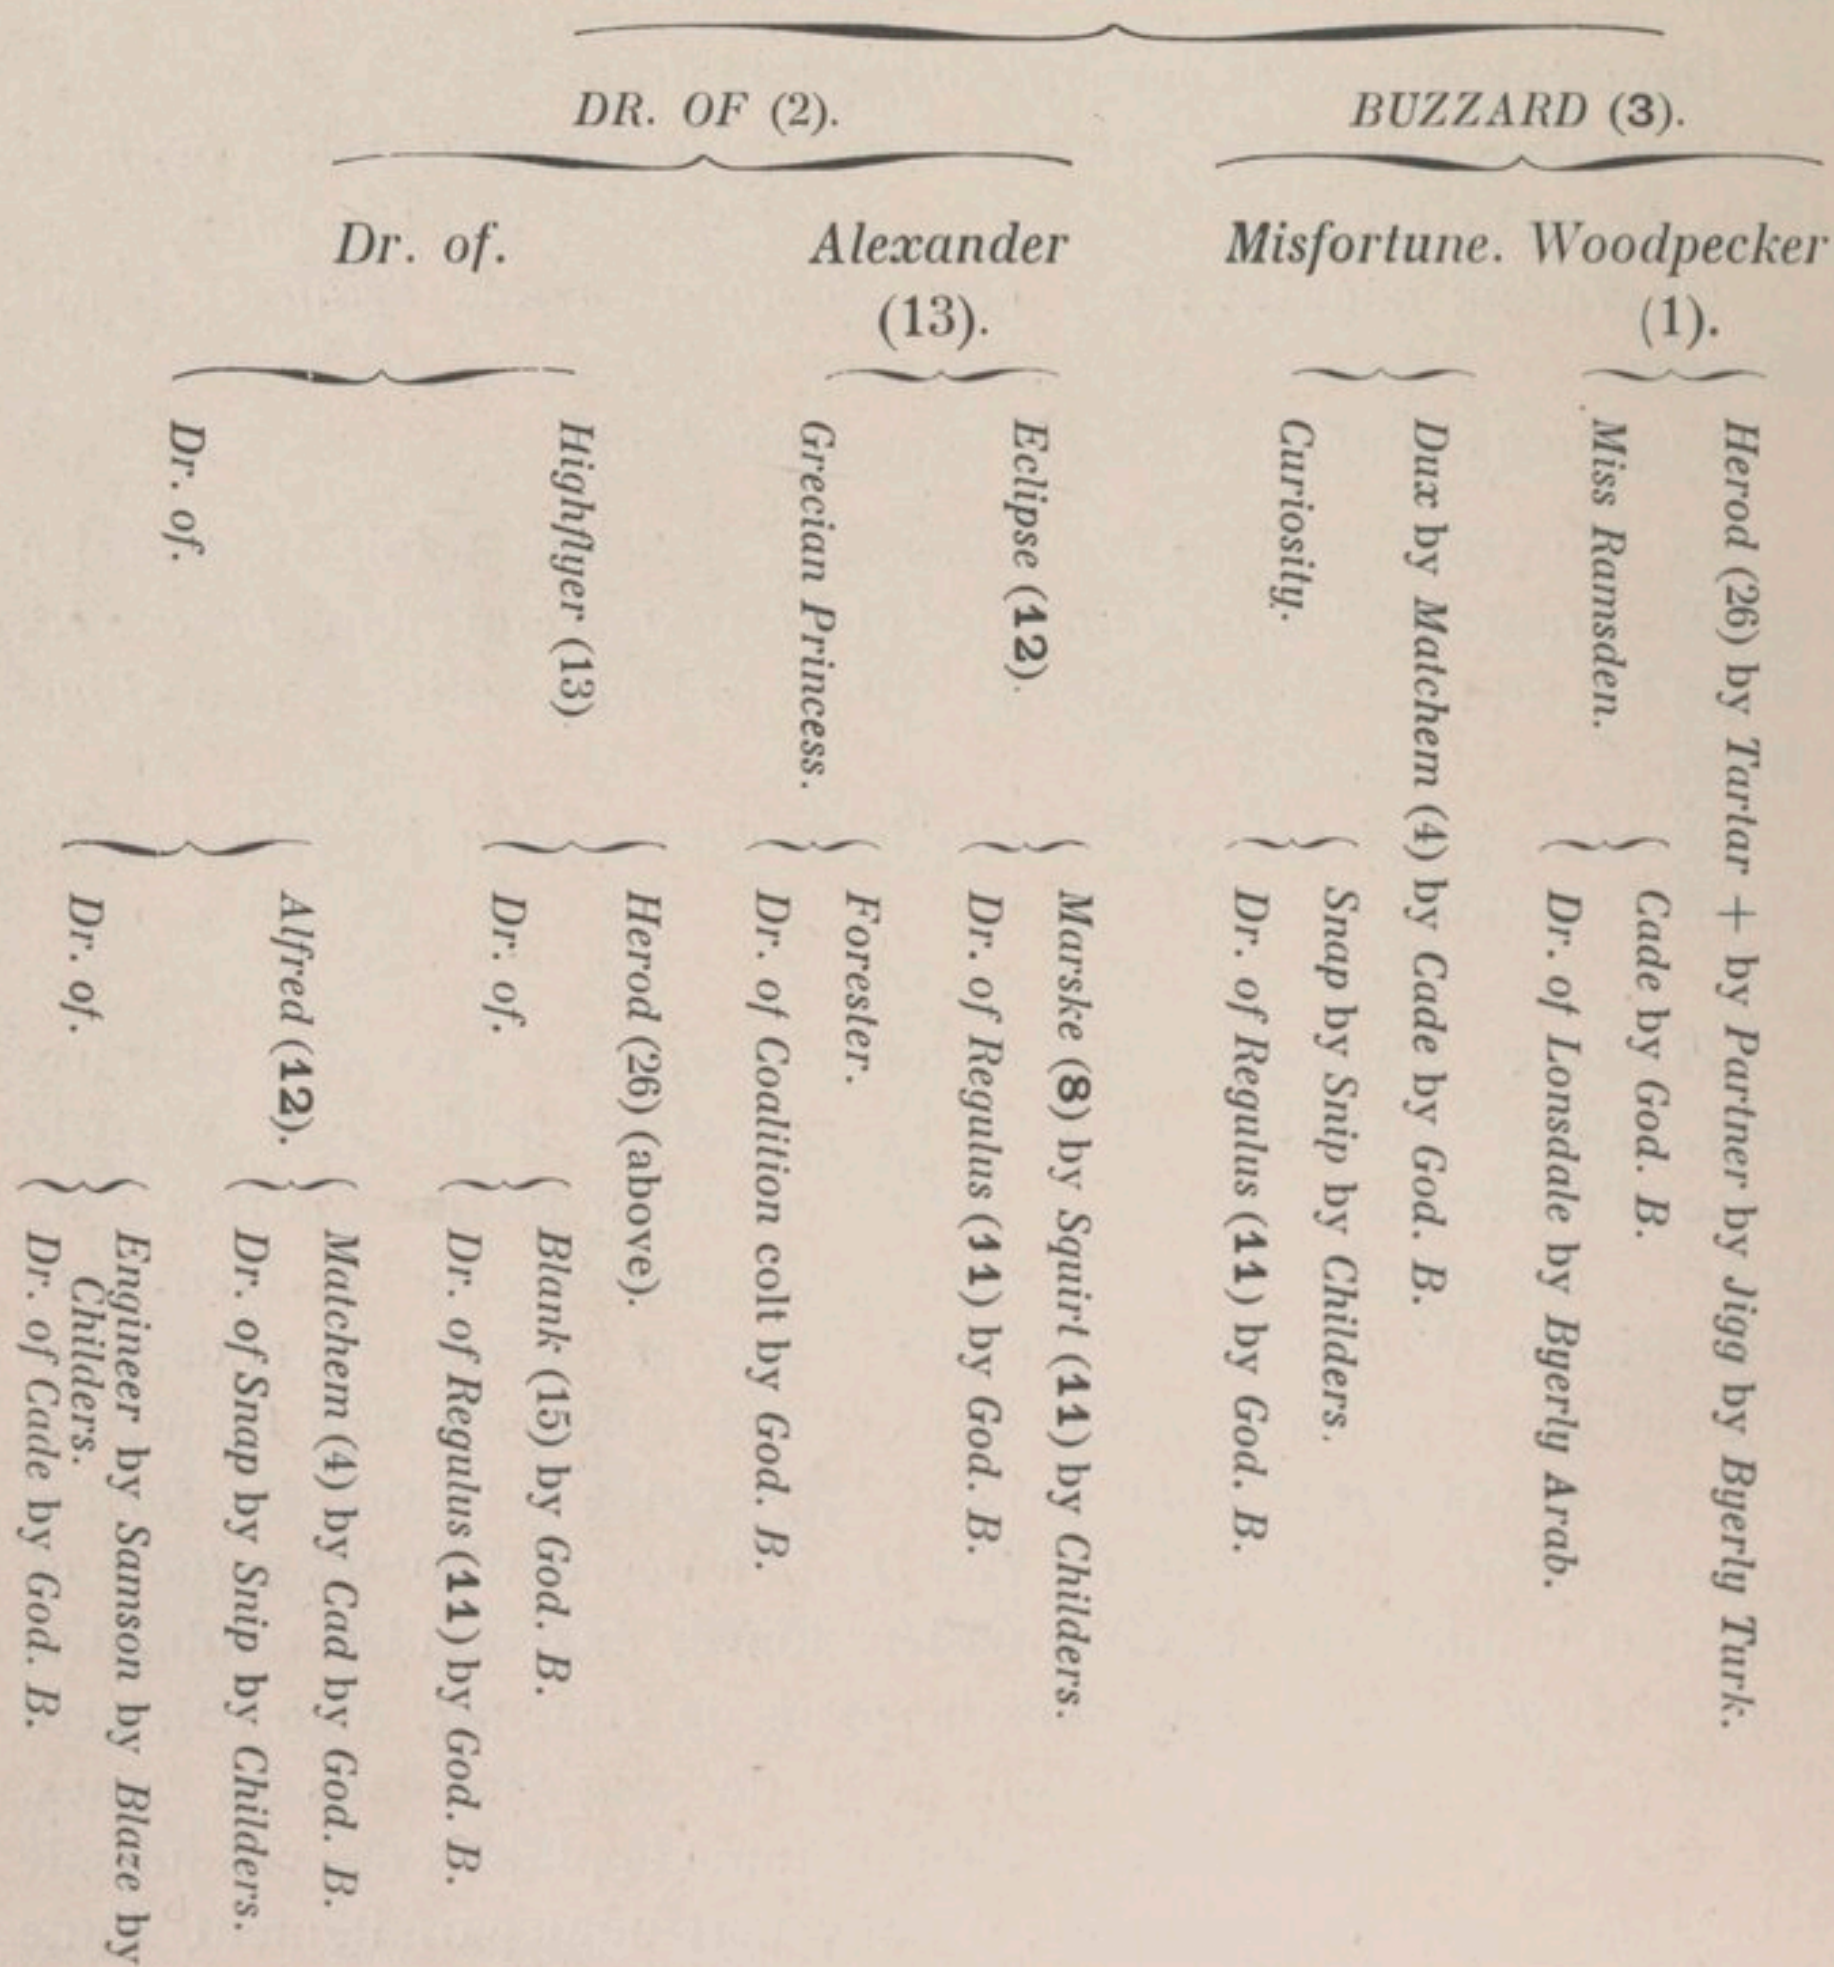 DR. OF (2).
BUZZARD (3).
Dr. of.
Alexander
(13).
Misfortune.
Woodpecker
(1).
Herod (26) by Tartar + by Partner by Jigg by Byerly Turk.
Miss Ramsden.
Cade by God. B.
Dr. of Lonsdale by Byerly Arab.
Dux by Matchem (4) by Cade by God. B.
Curiosity.
Snap by Snip by Childers.
Dr. of Regulus (11) by God. B.
Eclipse (12).
Marske (8) by Squirt (11) by Childers.
Dr. of Regulus (11) by God. B.
Grecian Princess.
Forester.
Dr. of Coalition colt by God. B.
Highflyer (13)
Herod (26) (above).
Dr. of.
Blank (15) by God. B.
Dr. of Regulus (11) by God. B.
Dr. of.
Alfred (12).
Matchem (4) by Cad by God. B.
Dr. of Snap by Snip by Childers.
Dr. of.
Engineer by Samson by Blaze by
Childers.
Dr. of Cade by God. B.